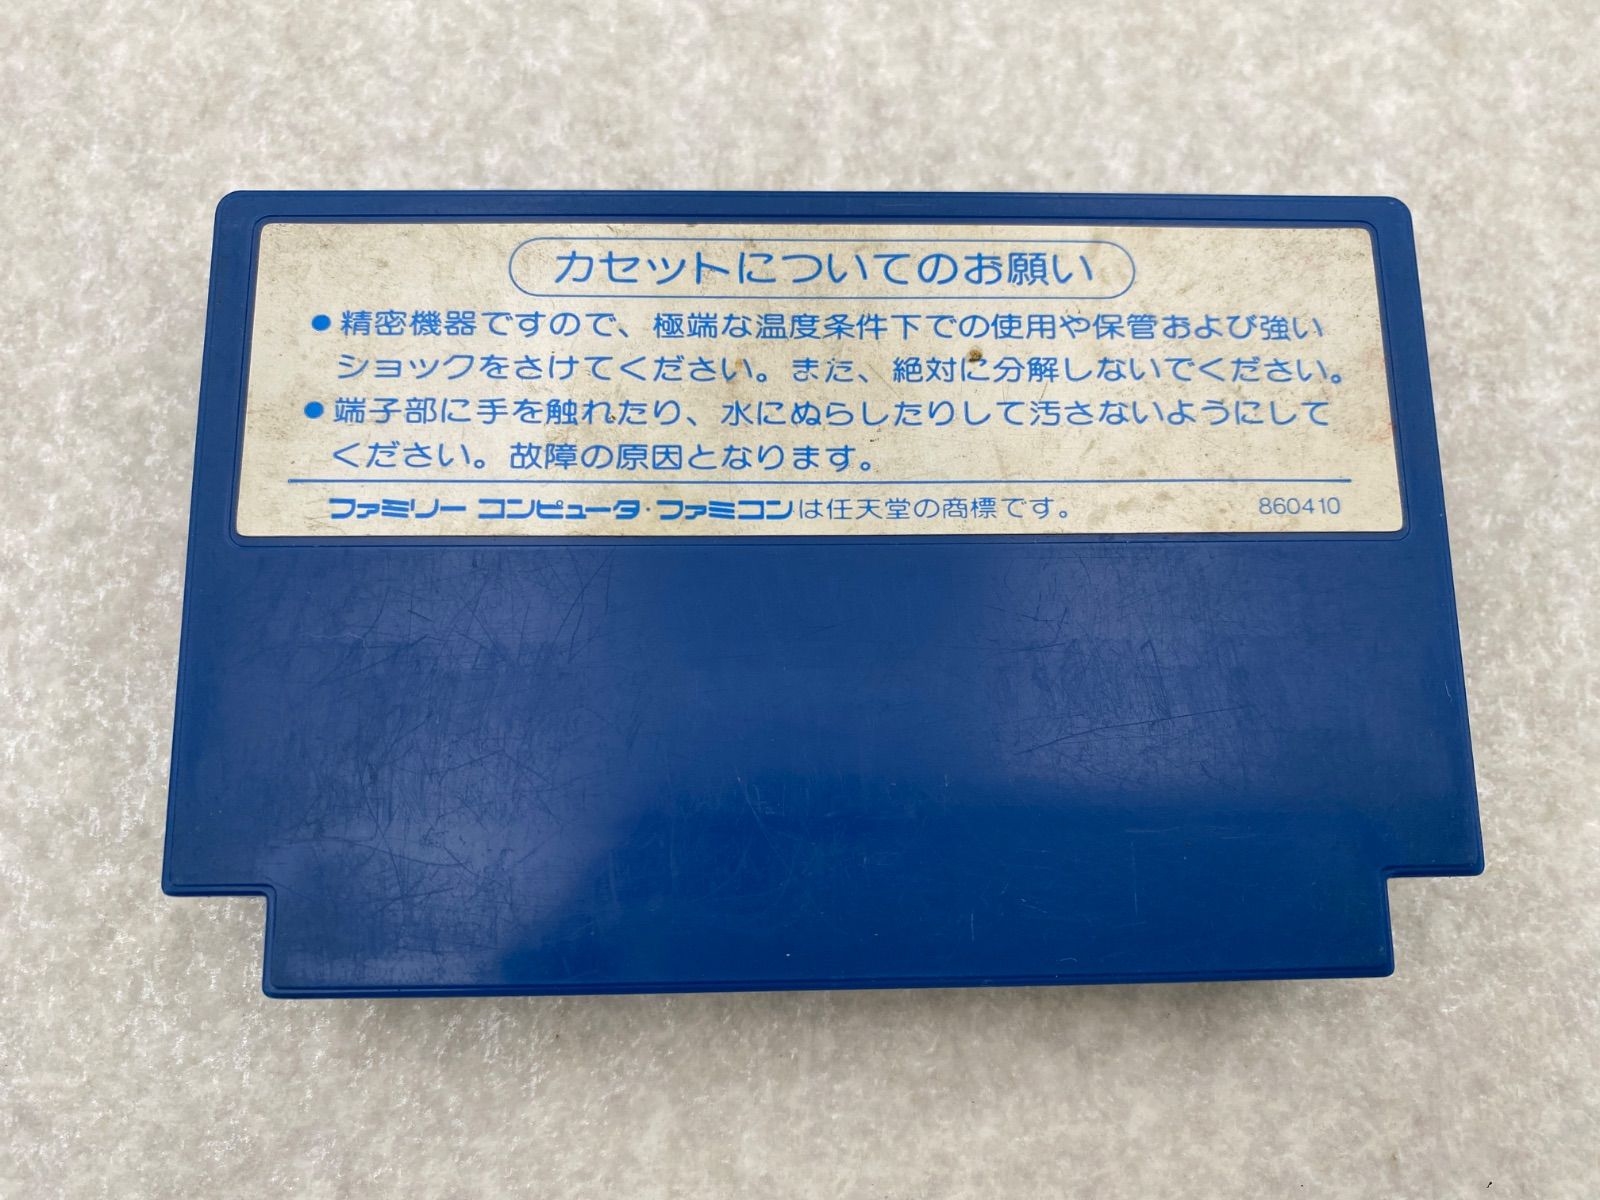 カセットについてのお願い
●精密機器ですので、極端な温度条件下での使用や保管および強い
ショックをさけてください。また、絶対に分解しないでください。
●端子部に手を触れたり、水にぬらしたりして汚さないようにして
ください。故障の原因となります。
ファミリー コンピュータ・ファミコンは任天堂の商標です。 860410